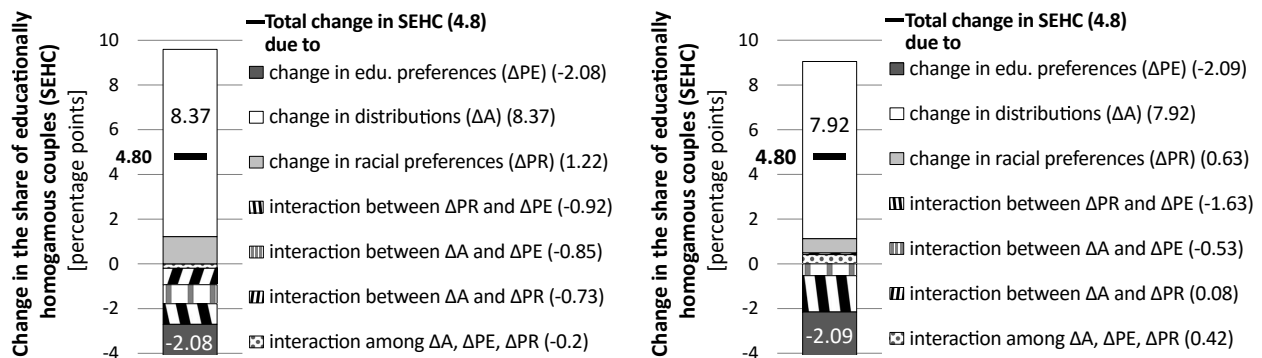 Change in the share of educationally
homogamous couples (SEHC)
[percentage points]
10
8
6
4.80
4
2
0
-2
-4
8.37
-2.08
Total change in SEHC (4.8)
due to
change in edu. preferences (ΔPE) (-2.08)
change in distributions (ΔA) (8.37)
change in racial preferences (ΔPR) (1.22)
interaction between ΔPR and ΔPE (-0.92)
interaction between ΔA and ΔPE (-0.85)
interaction between ΔA and ΔPR (-0.73)
interaction among ΔA, ΔPE, ΔPR (-0.2)
Change in the share of educationally
homogamous couples (SEHC)
[percentage points]
10
8
6
4.80
4
2
0
-2
-4
7.92
-2.09
Total change in SEHC (4.8)
due to
change in edu. preferences (ΔPE) (-2.09)
change in distributions (ΔA) (7.92)
change in racial preferences (ΔPR) (0.63)
interaction between ΔPR and ΔPE (-1.63)
interaction between ΔA and ΔPE (-0.53)
interaction between ΔA and ΔPR (0.08)
interaction among ΔA, ΔPE, ΔPR (0.42)